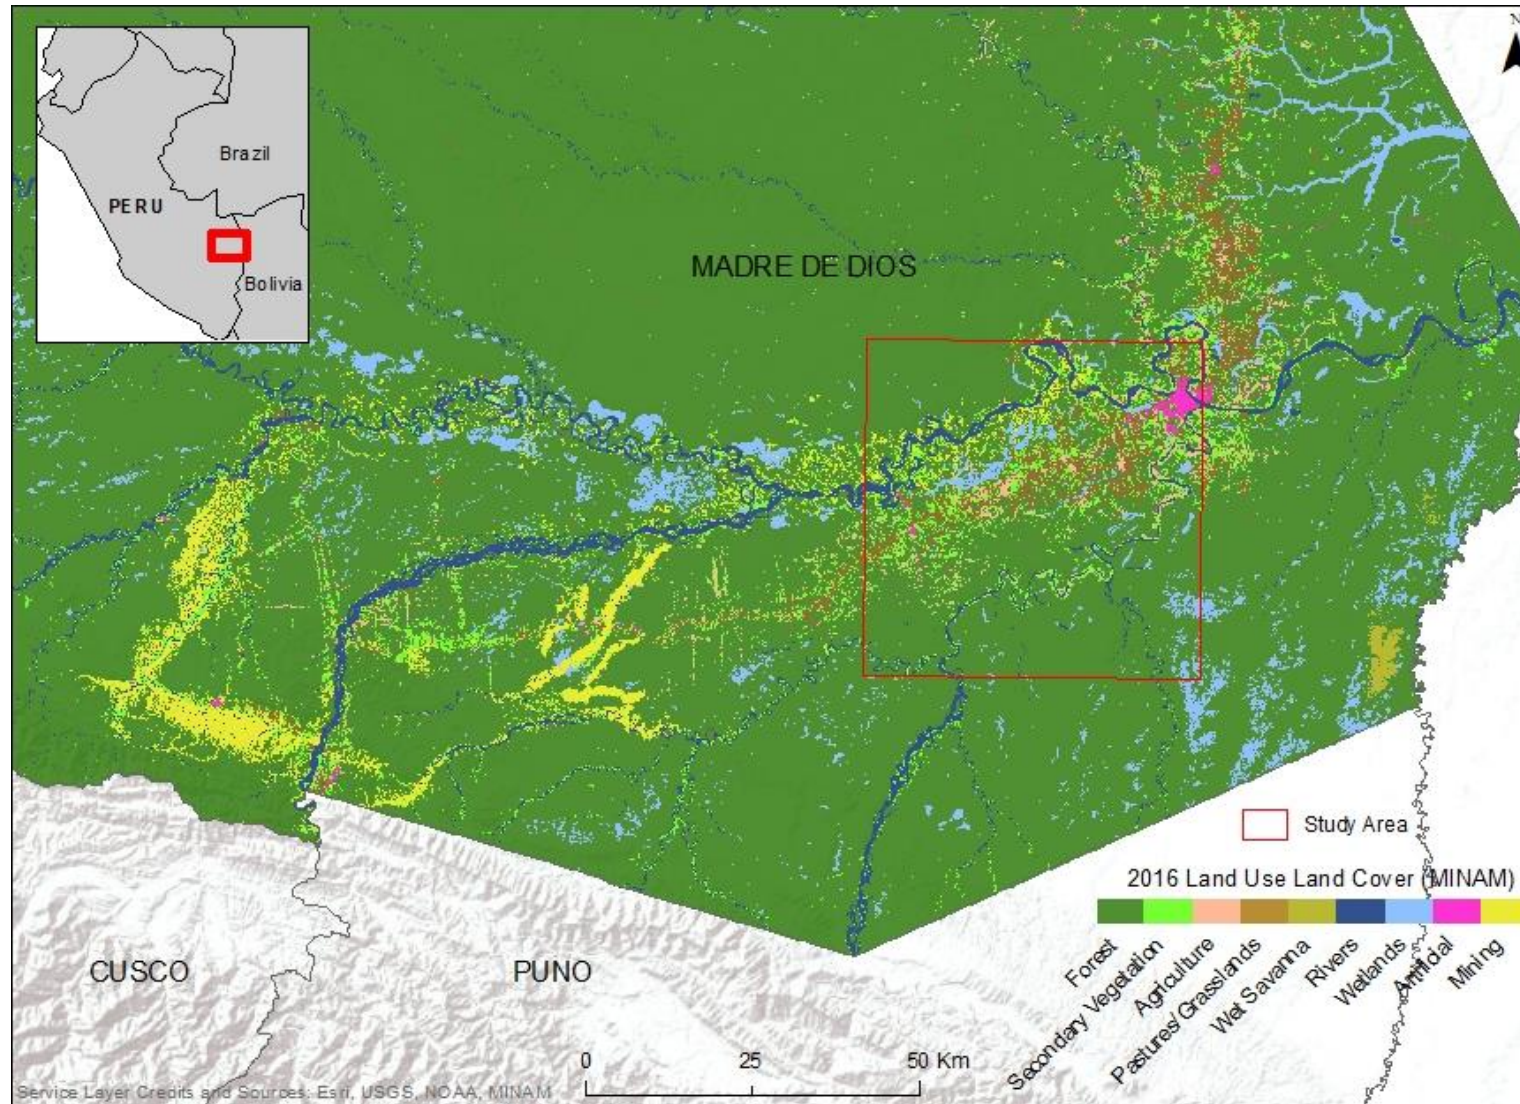 N
Brazil
PERU
Bolivia
MADRE DE DIOS
Study Area
2016 Land Use Land Cover (MINAM)
Forest
Secondary Vegetation
Agriculture
Pastures/Grasslands
Wet Savanna
Rivers
Wetlands
Artificial
Mining
CUSCO
PUNO
0 25 50 Km
Service Layer Credits and Sources: Esri, USGS, NOAA, MINAM